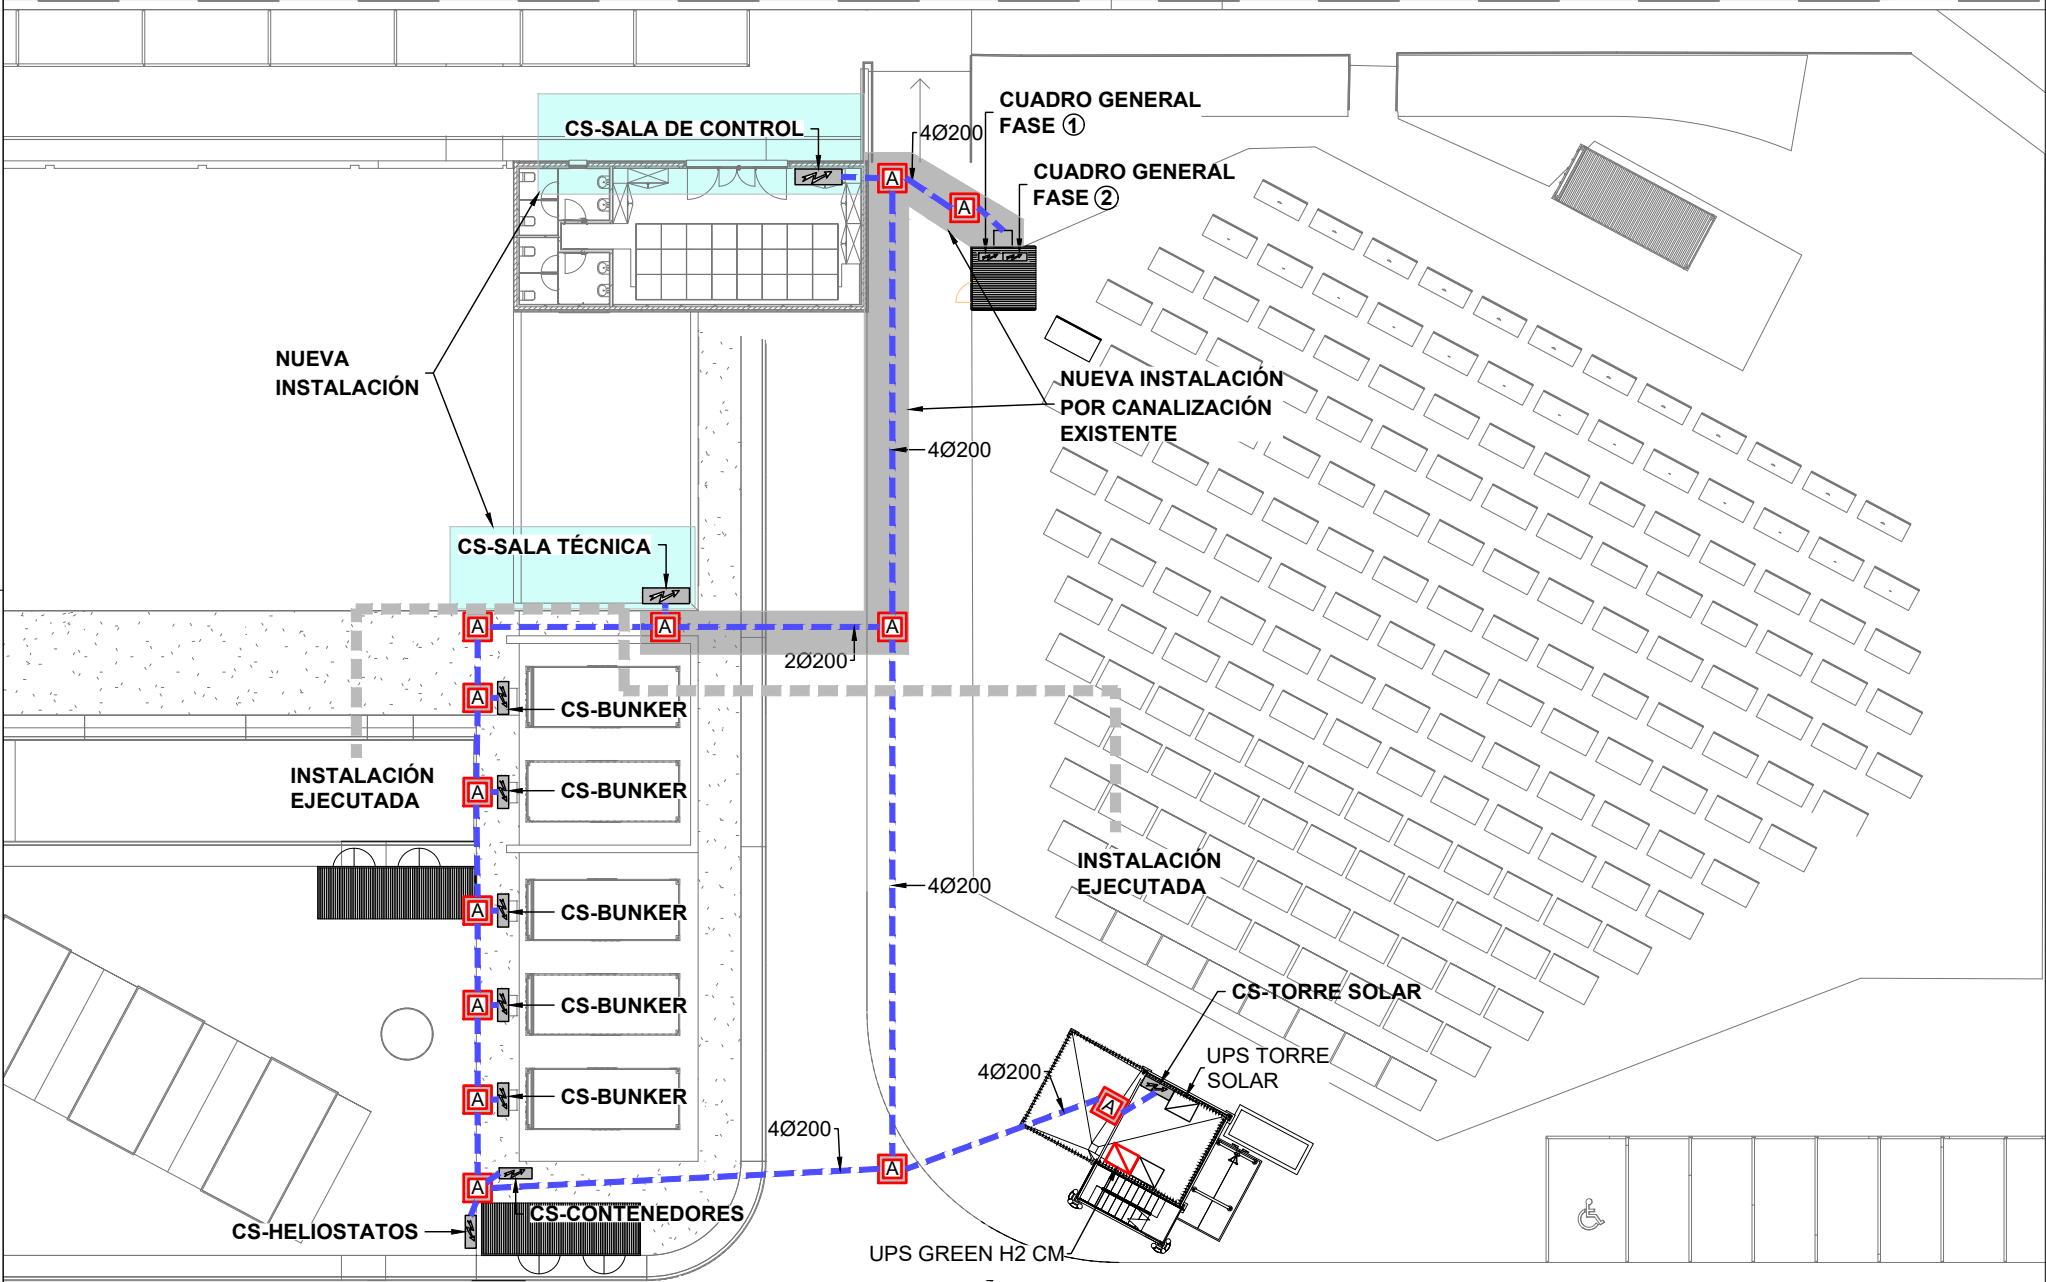 CUADRO GENERAL
FASE ①
CS-SALA DE CONTROL
4Ø200
A
CUADRO GENERAL
FASE ②
A
NUEVA
INSTALACIÓN
NUEVA INSTALACIÓN
POR CANALIZACIÓN
EXISTENTE
4Ø200
CS-SALA TÉCNICA
A
A
A
2Ø200
A
CS-BUNKER
INSTALACIÓN
EJECUTADA
A
CS-BUNKER
INSTALACIÓN
EJECUTADA
4Ø200
A
CS-BUNKER
A
CS-BUNKER
CS-TORRE SOLAR
UPS TORRE
SOLAR
4Ø200
A
A
CS-BUNKER
4Ø200
A
A
CS-CONTENEDORES
CS-HELIOSTATOS
UPS GREEN H2 CM